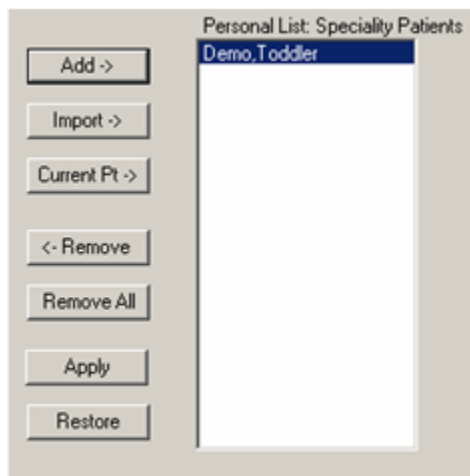 Personal List: Speciality Patients
Demo,Toddler
Add ->
Import ->
Current Pt ->
<- Remove
Remove All
Apply
Restore